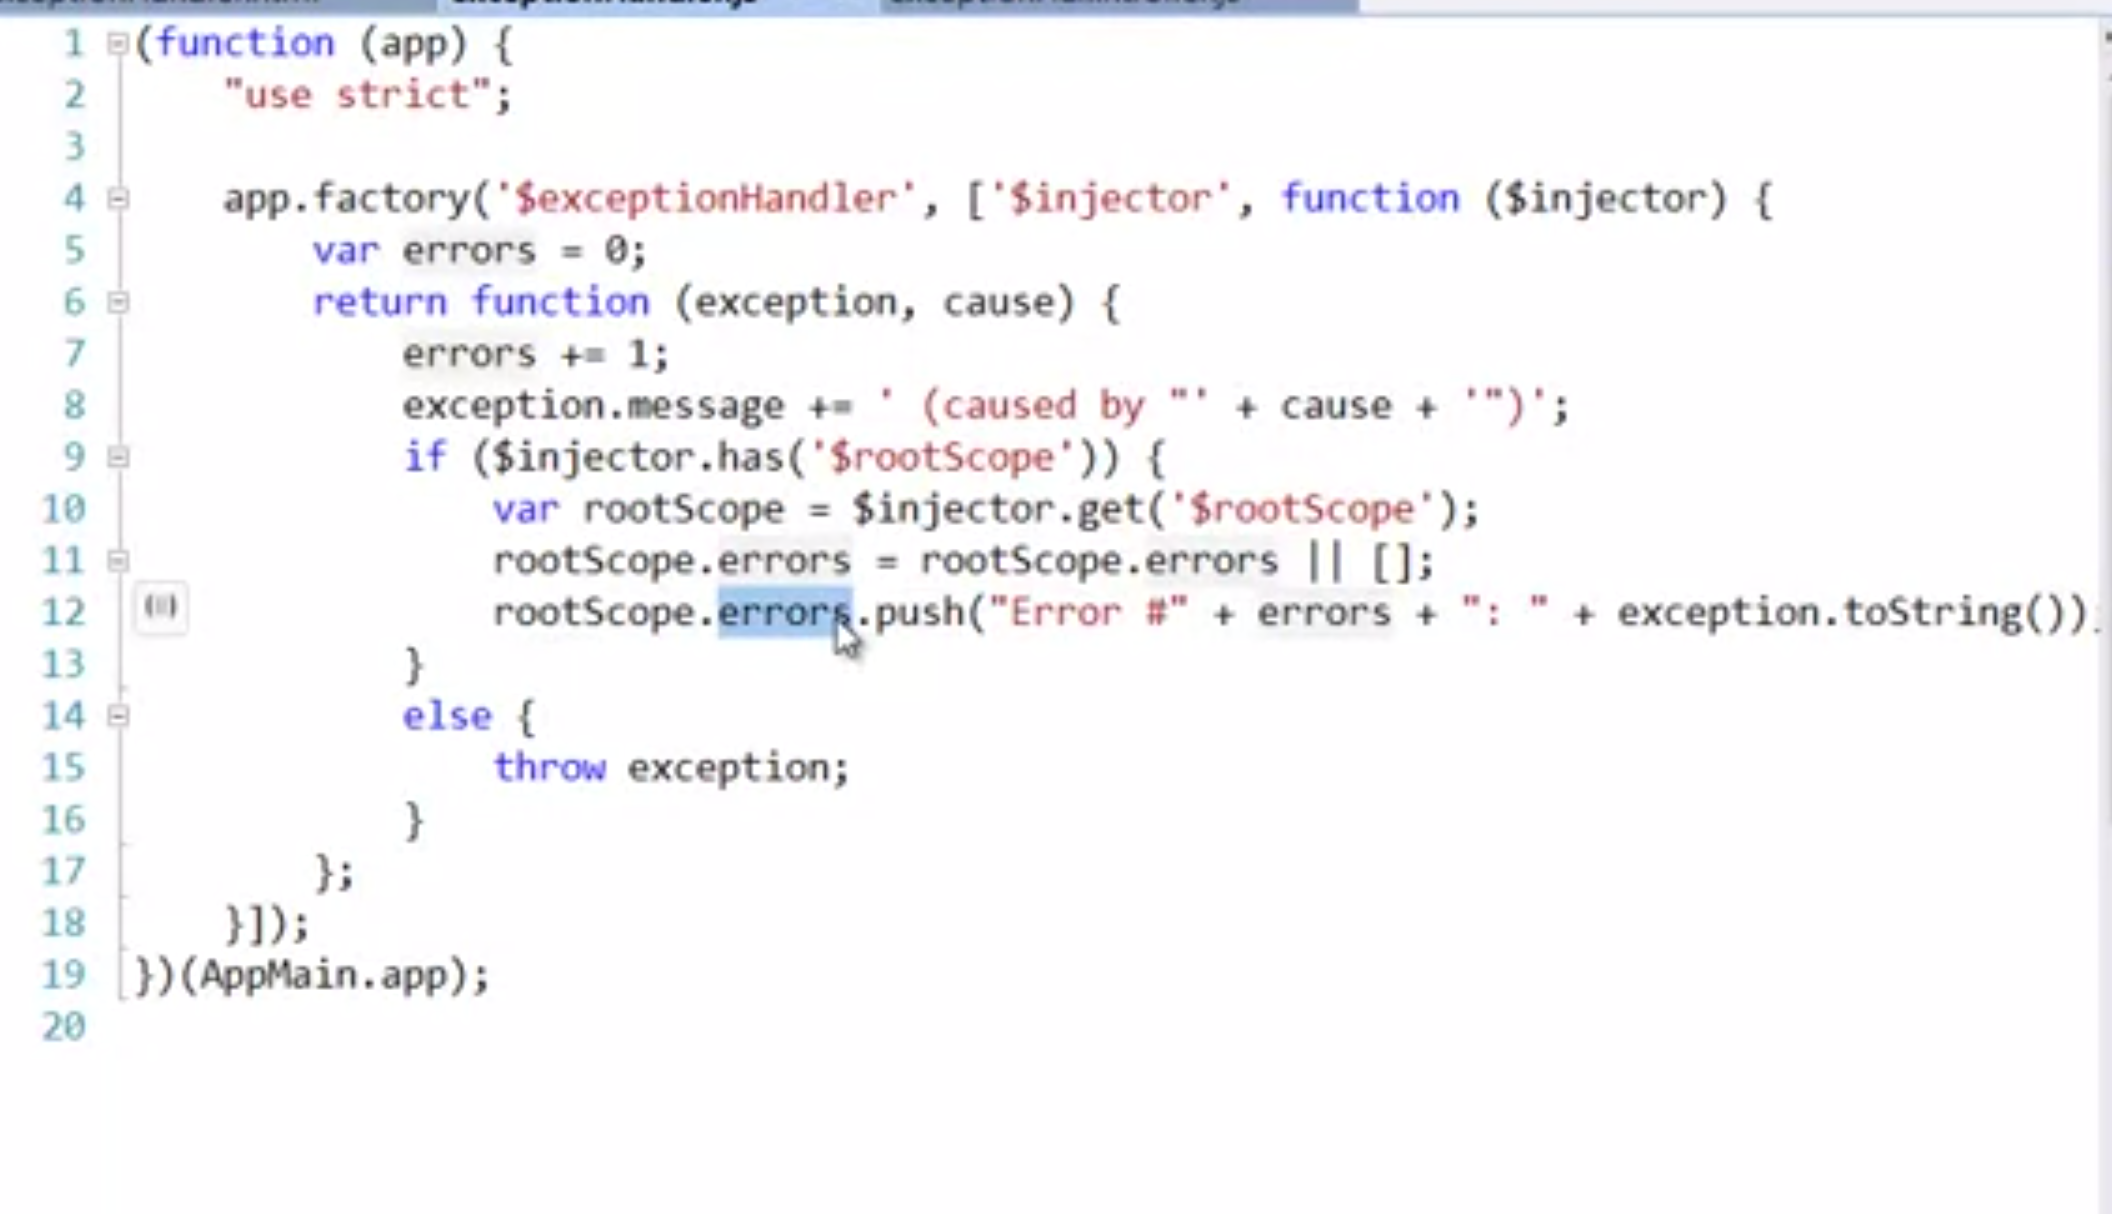 1 (function (app) {
2 "use strict";
3
4 app.factory('$exceptionHandler', ['$injector', function ($injector) {
5 var errors = 0;
6 return function (exception, cause) {
7 errors += 1;
8 exception.message += ' (caused by "' + cause + '")';
9 if ($injector.has('$rootScope')) {
10 var rootScope = $injector.get('$rootScope');
11 rootScope.errors = rootScope.errors || [];
12 rootScope.errors.push("Error #" + errors + ": " + exception.toString());
13 }
14 else {
15 throw exception;
16 }
17 };
18 }]);
19 })(AppMain.app);
20